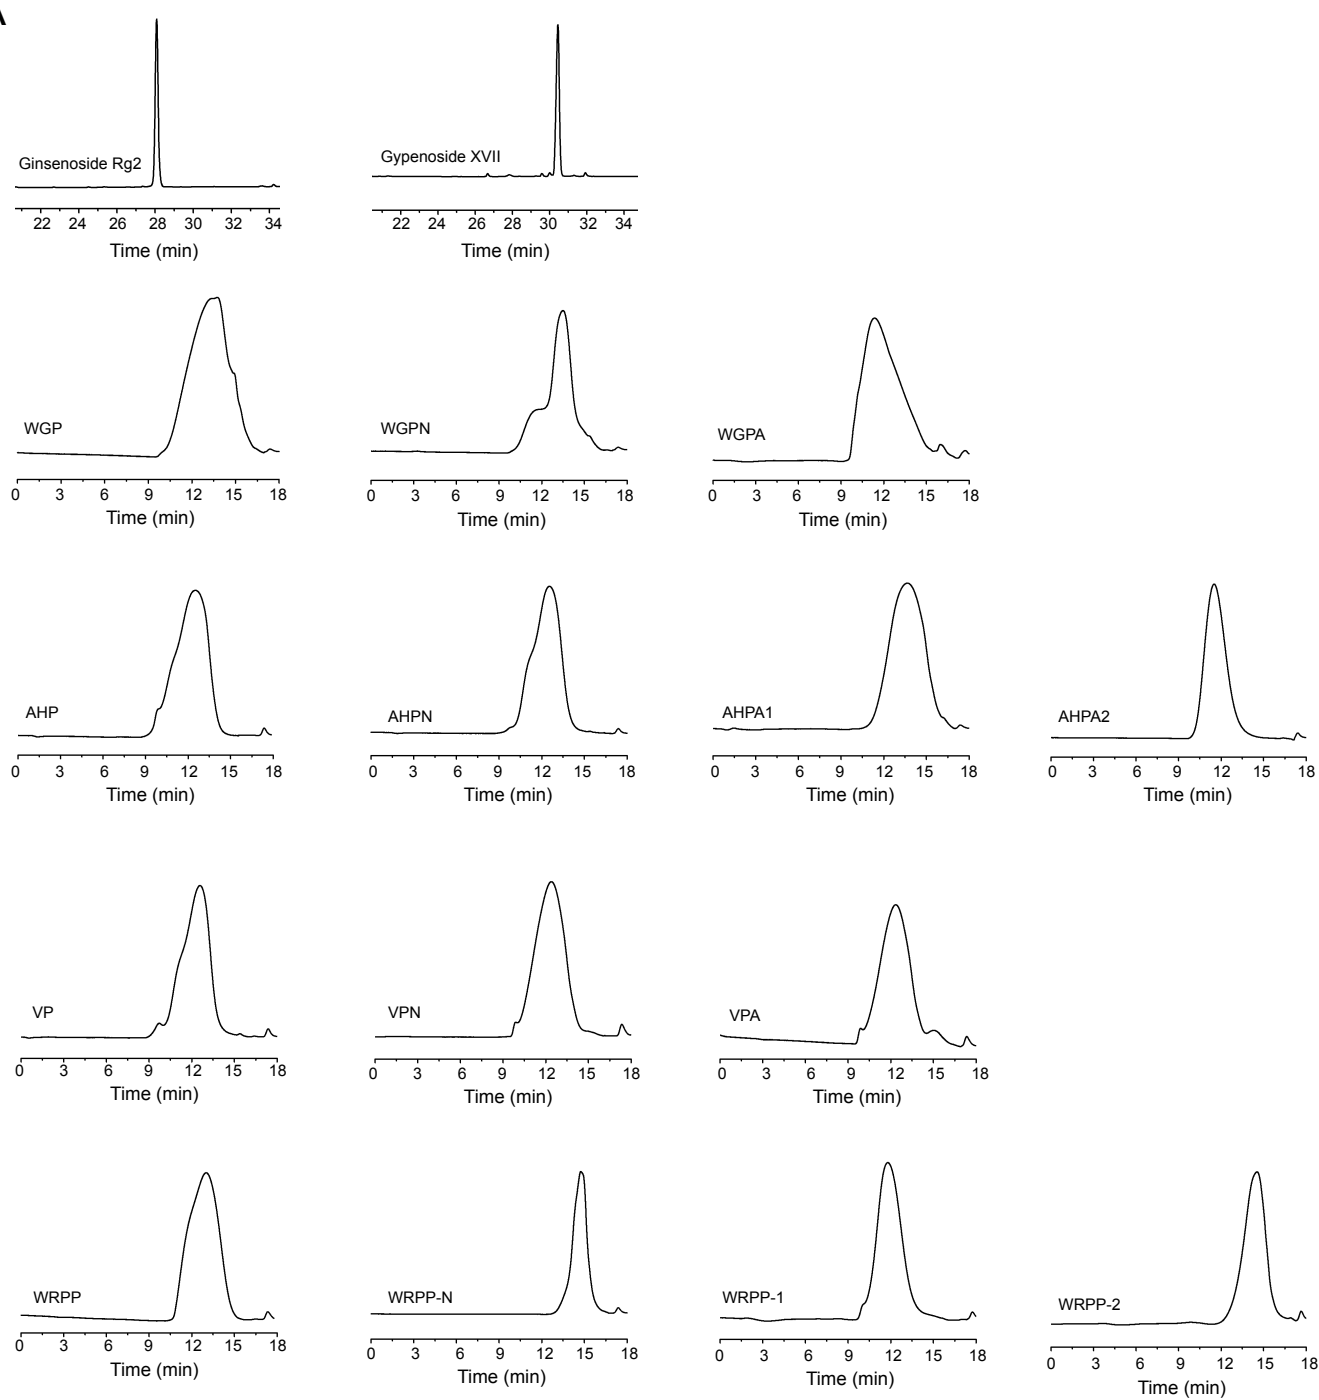 A
Ginsenoside Rg2
22 24 26 28 30 32 34
Time (min)
Gypenoside XVII
22 24 26 28 30 32 34
Time (min)
WGP
0 3 6 9 12 15 18
Time (min)
WGPN
0 3 6 9 12 15 18
Time (min)
WGPA
0 3 6 9 12 15 18
Time (min)
AHP
0 3 6 9 12 15 18
Time (min)
AHPN
0 3 6 9 12 15 18
Time (min)
AHPA1
0 3 6 9 12 15 18
Time (min)
AHPA2
0 3 6 9 12 15 18
Time (min)
VP
0 3 6 9 12 15 18
Time (min)
VPN
0 3 6 9 12 15 18
Time (min)
VPA
0 3 6 9 12 15 18
Time (min)
WRPP
0 3 6 9 12 15 18
Time (min)
WRPP-N
0 3 6 9 12 15 18
Time (min)
WRPP-1
0 3 6 9 12 15 18
Time (min)
WRPP-2
0 3 6 9 12 15 18
Time (min)